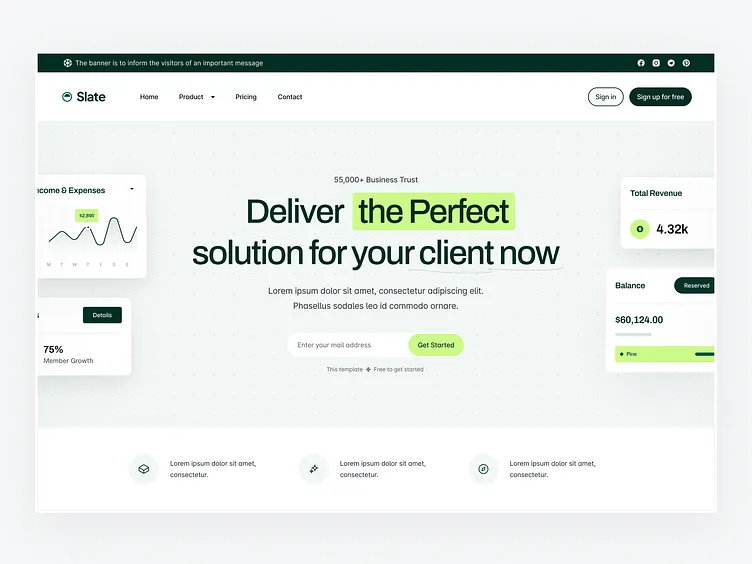 The banner is to inform the visitors of an important message
Slate
Home
Product
Pricing
Contact
Sign in
Sign up for free
55,000+ Business Trust
Deliver the Perfect
solution for your client now
Lorem ipsum dolor sit amet, consectetur adipiscing elit.
Phasellus sodales leo id commodo ornare.
Enter your mail address
Get Started
This template
Free to get started
come & Expenses
$2,890
M T W T F S S
s
Details
75%
Member Growth
Total Revenue
4.32k
Balance
Reserved
$60,124.00
Pine
Lorem ipsum dolor sit amet,
consectetur.
Lorem ipsum dolor sit amet,
consectetur.
Lorem ipsum dolor sit amet,
consectetur.